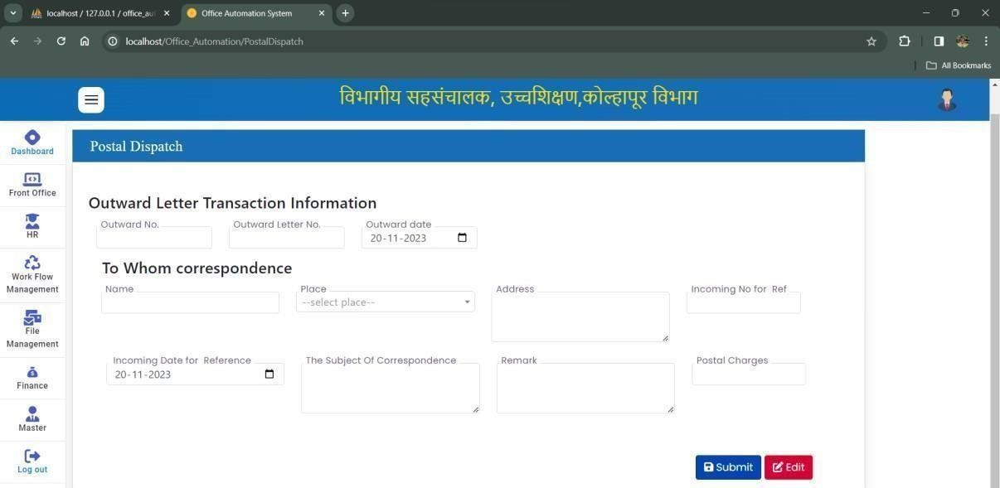 localhost / 127.0.0.1 / office_au
Office Automation System
localhost/Office_Automation/PostalDispatch
All Bookmarks
विभागीय सहसंचालक, उच्चशिक्षण,कोल्हापूर विभाग
Dashboard
Front Office
HR
Work Flow
Management
File
Management
Finance
Master
Log out
Postal Dispatch
Outward Letter Transaction Information
Outward No. Outward Letter No. Outward date
20-11-2023
To Whom correspondence
Name Place Address Incoming No for Ref
--select place--
Incoming Date for Reference The Subject Of Correspondence Remark Postal Charges
20-11-2023
Submit Edit